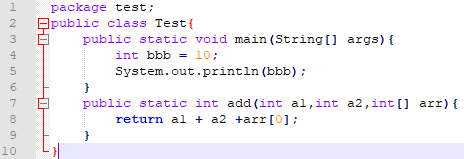 1 package test;
2 public class Test{
3 public static void main(String[] args){
4 int bbb = 10;
5 System.out.println(bbb);
6 }
7 public static int add(int a1,int a2,int[] arr){
8 return a1 + a2 +arr[0];
9 }
10 }